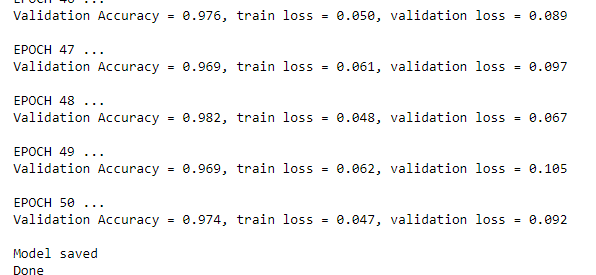 EPOCH 46 ...
Validation Accuracy = 0.976, train loss = 0.050, validation loss = 0.089
EPOCH 47 ...
Validation Accuracy = 0.969, train loss = 0.061, validation loss = 0.097
EPOCH 48 ...
Validation Accuracy = 0.982, train loss = 0.048, validation loss = 0.067
EPOCH 49 ...
Validation Accuracy = 0.969, train loss = 0.062, validation loss = 0.105
EPOCH 50 ...
Validation Accuracy = 0.974, train loss = 0.047, validation loss = 0.092
Model saved
Done